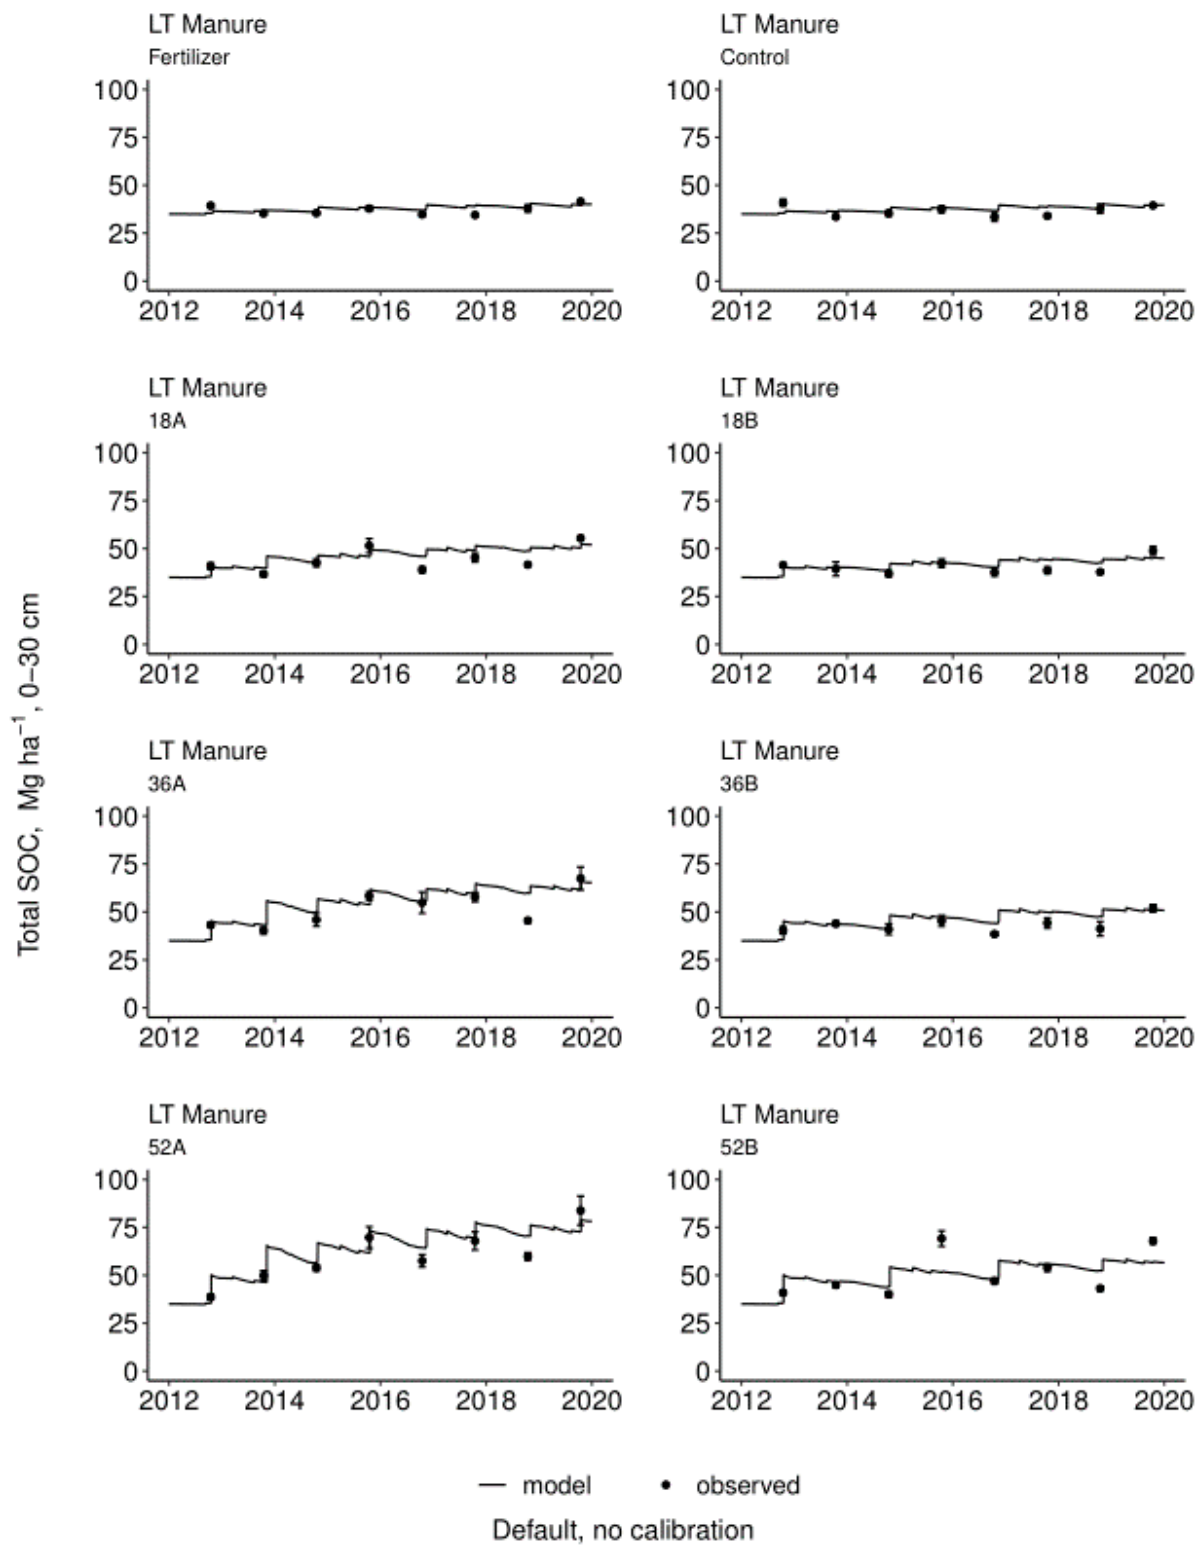 LT Manure
Fertilizer
100
75
50
25
0
2012 2014 2016 2018 2020
LT Manure
Control
100
75
50
25
0
2012 2014 2016 2018 2020
LT Manure
18A
100
75
50
25
0
2012 2014 2016 2018 2020
LT Manure
18B
100
75
50
25
0
2012 2014 2016 2018 2020
Total SOC, Mg ha⁻¹, 0−30 cm
LT Manure
36A
100
75
50
25
0
2012 2014 2016 2018 2020
LT Manure
36B
100
75
50
25
0
2012 2014 2016 2018 2020
LT Manure
52A
100
75
50
25
0
2012 2014 2016 2018 2020
LT Manure
52B
100
75
50
25
0
2012 2014 2016 2018 2020
model observed
Default, no calibration